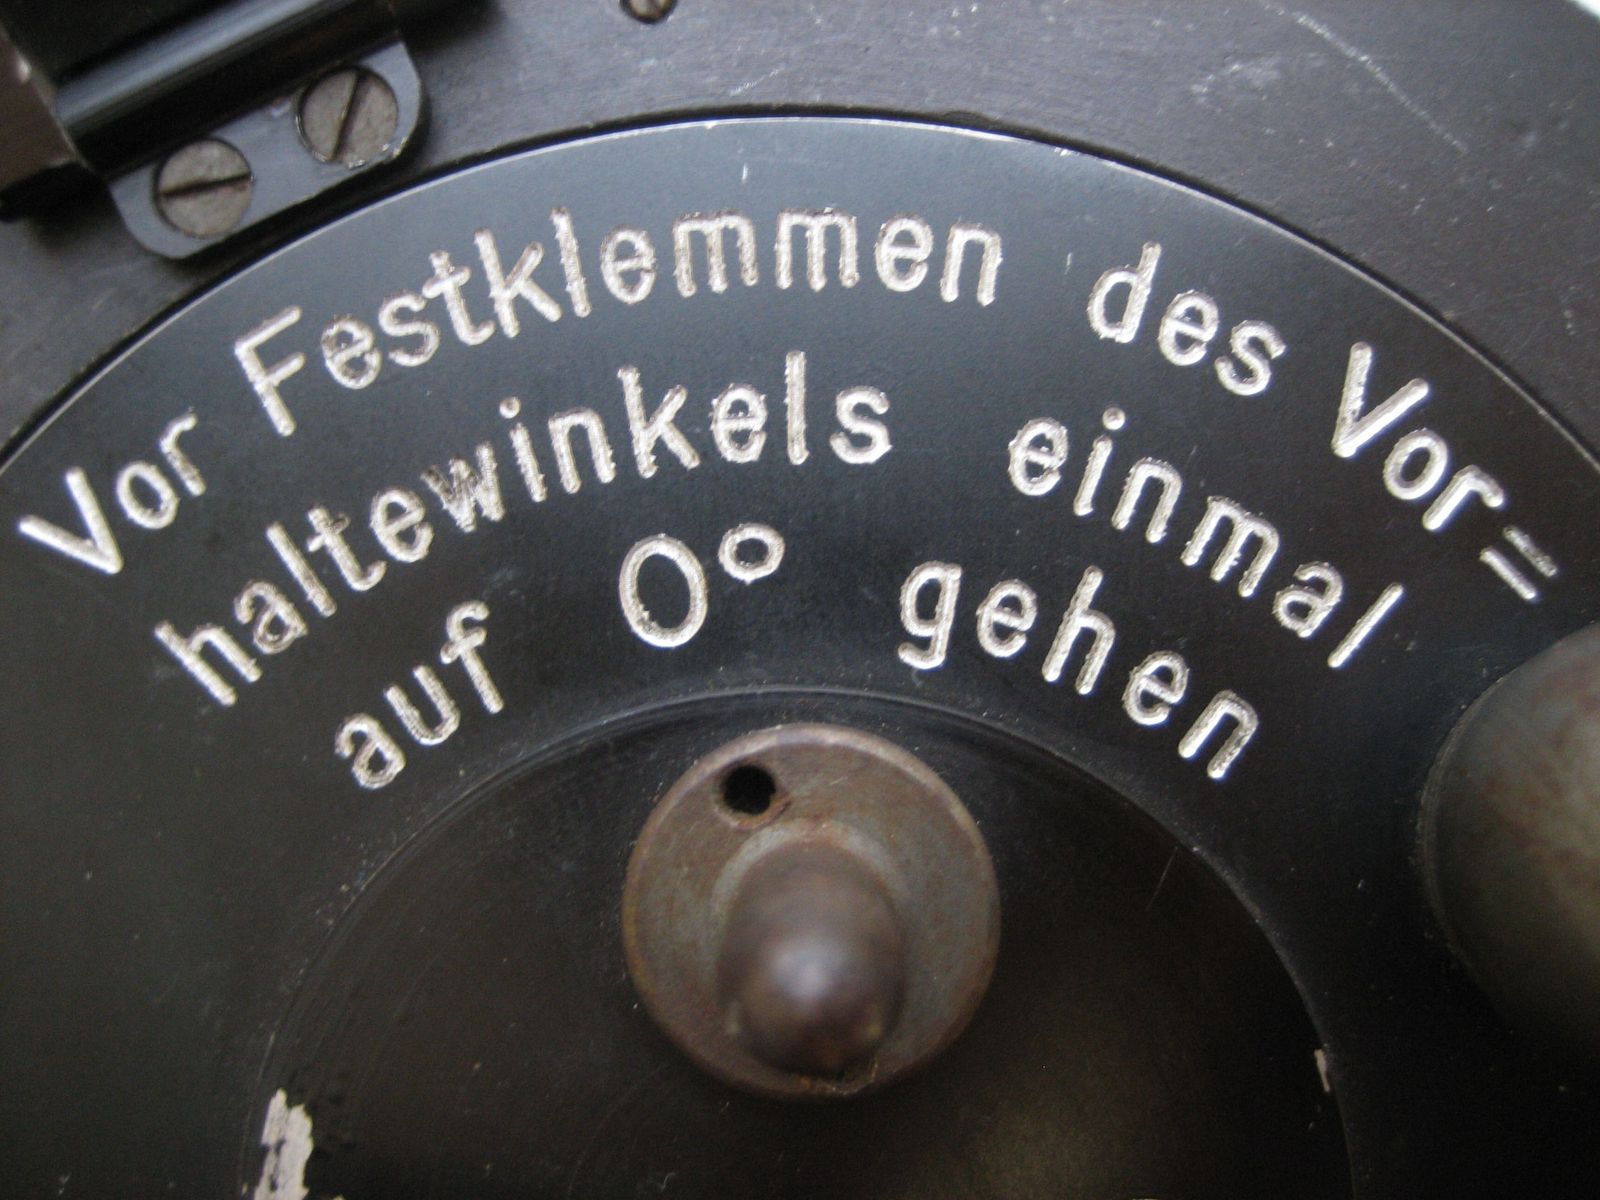 Vor Festklemmen des Vor=
haltewinkels einmal
auf 0° gehen